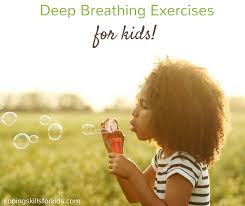 Deep Breathing Exercises
for kids!
copingskillsforkids.com